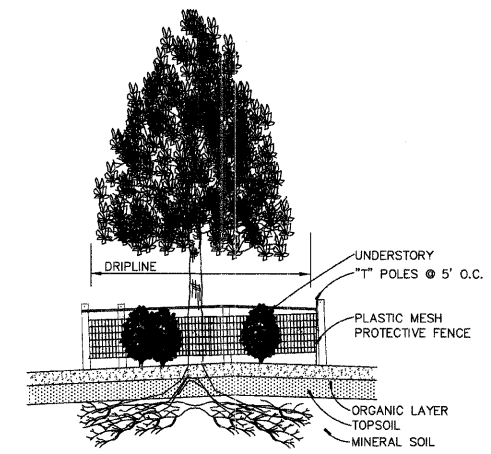 DRIPLINE
UNDERSTORY
"T" POLES @ 5' O.C.
PLASTIC MESH
PROTECTIVE FENCE
ORGANIC LAYER
TOPSOIL
MINERAL SOIL